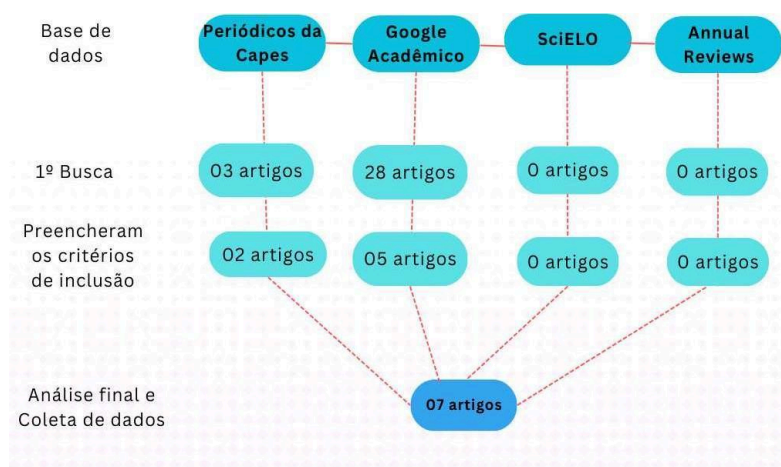 Base de
dados
Periódicos da
Capes
Google
Acadêmico
SciELO
Annual
Reviews
1º Busca
03 artigos
28 artigos
0 artigos
0 artigos
Preencheram
os critérios
de inclusão
02 artigos
05 artigos
0 artigos
0 artigos
Análise final e
Coleta de dados
07 artigos